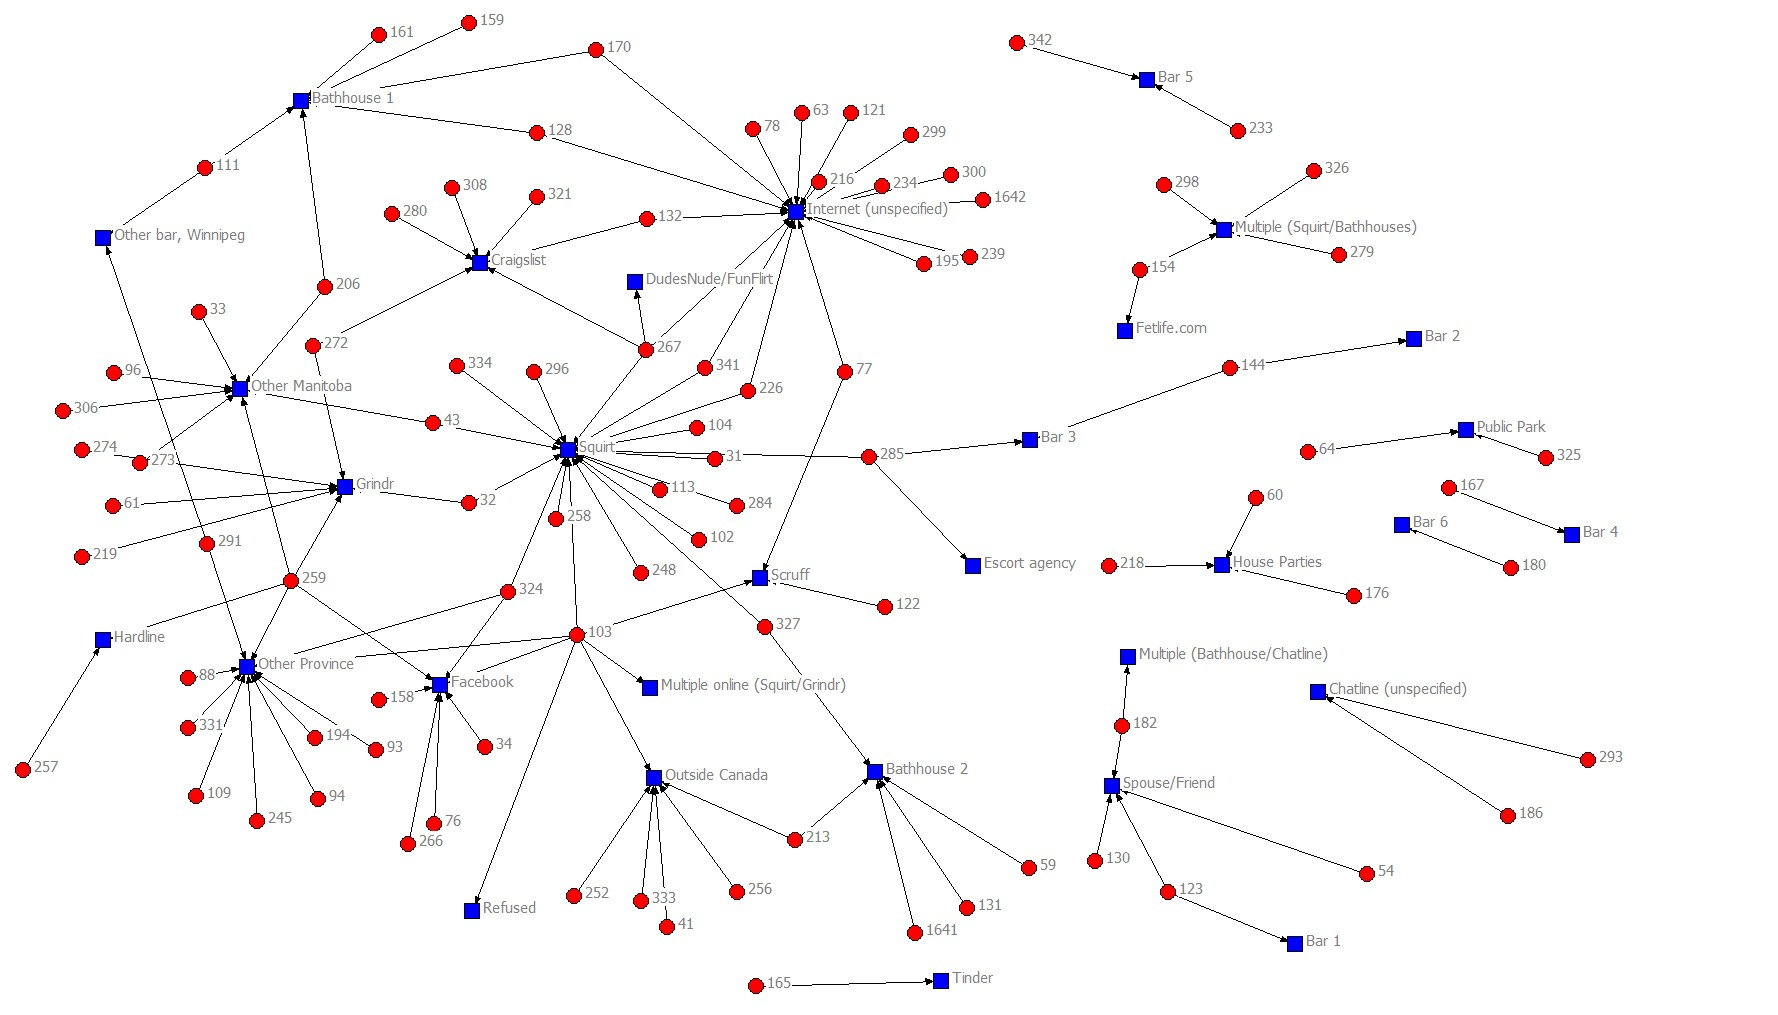 159
161
342
170
Bar 5
Bathhouse 1
63
121
78
233
128
299
111
326
300
216
298
234
308
321
1642
280
132
Internet (unspecified)
Multiple (Squirt/Bathhouses)
Other bar, Winnipeg
279
239
Craigslist
195
154
DudesNude/FunFlirt
206
33
Fetlife.com
Bar 2
272
267
334
341
144
296
77
96
Other Manitoba
226
306
43
104
Public Park
Bar 3
274
Squirt
64
31
285
325
273
Grindr
167
113
60
32
61
284
258
Bar 6
Bar 4
102
291
219
House Parties
218
Escort agency
180
248
Scruff
259
324
176
122
327
103
Hardline
Multiple (Bathhouse/Chatline)
Other Province
88
Facebook
Multiple online (Squirt/Grindr)
Chatline (unspecified)
158
331
182
194
34
93
293
257
Bathhouse 2
Outside Canada
Spouse/Friend
109
94
186
245
76
213
266
130
59
54
256
123
252
333
131
Refused
41
1641
Bar 1
Tinder
165